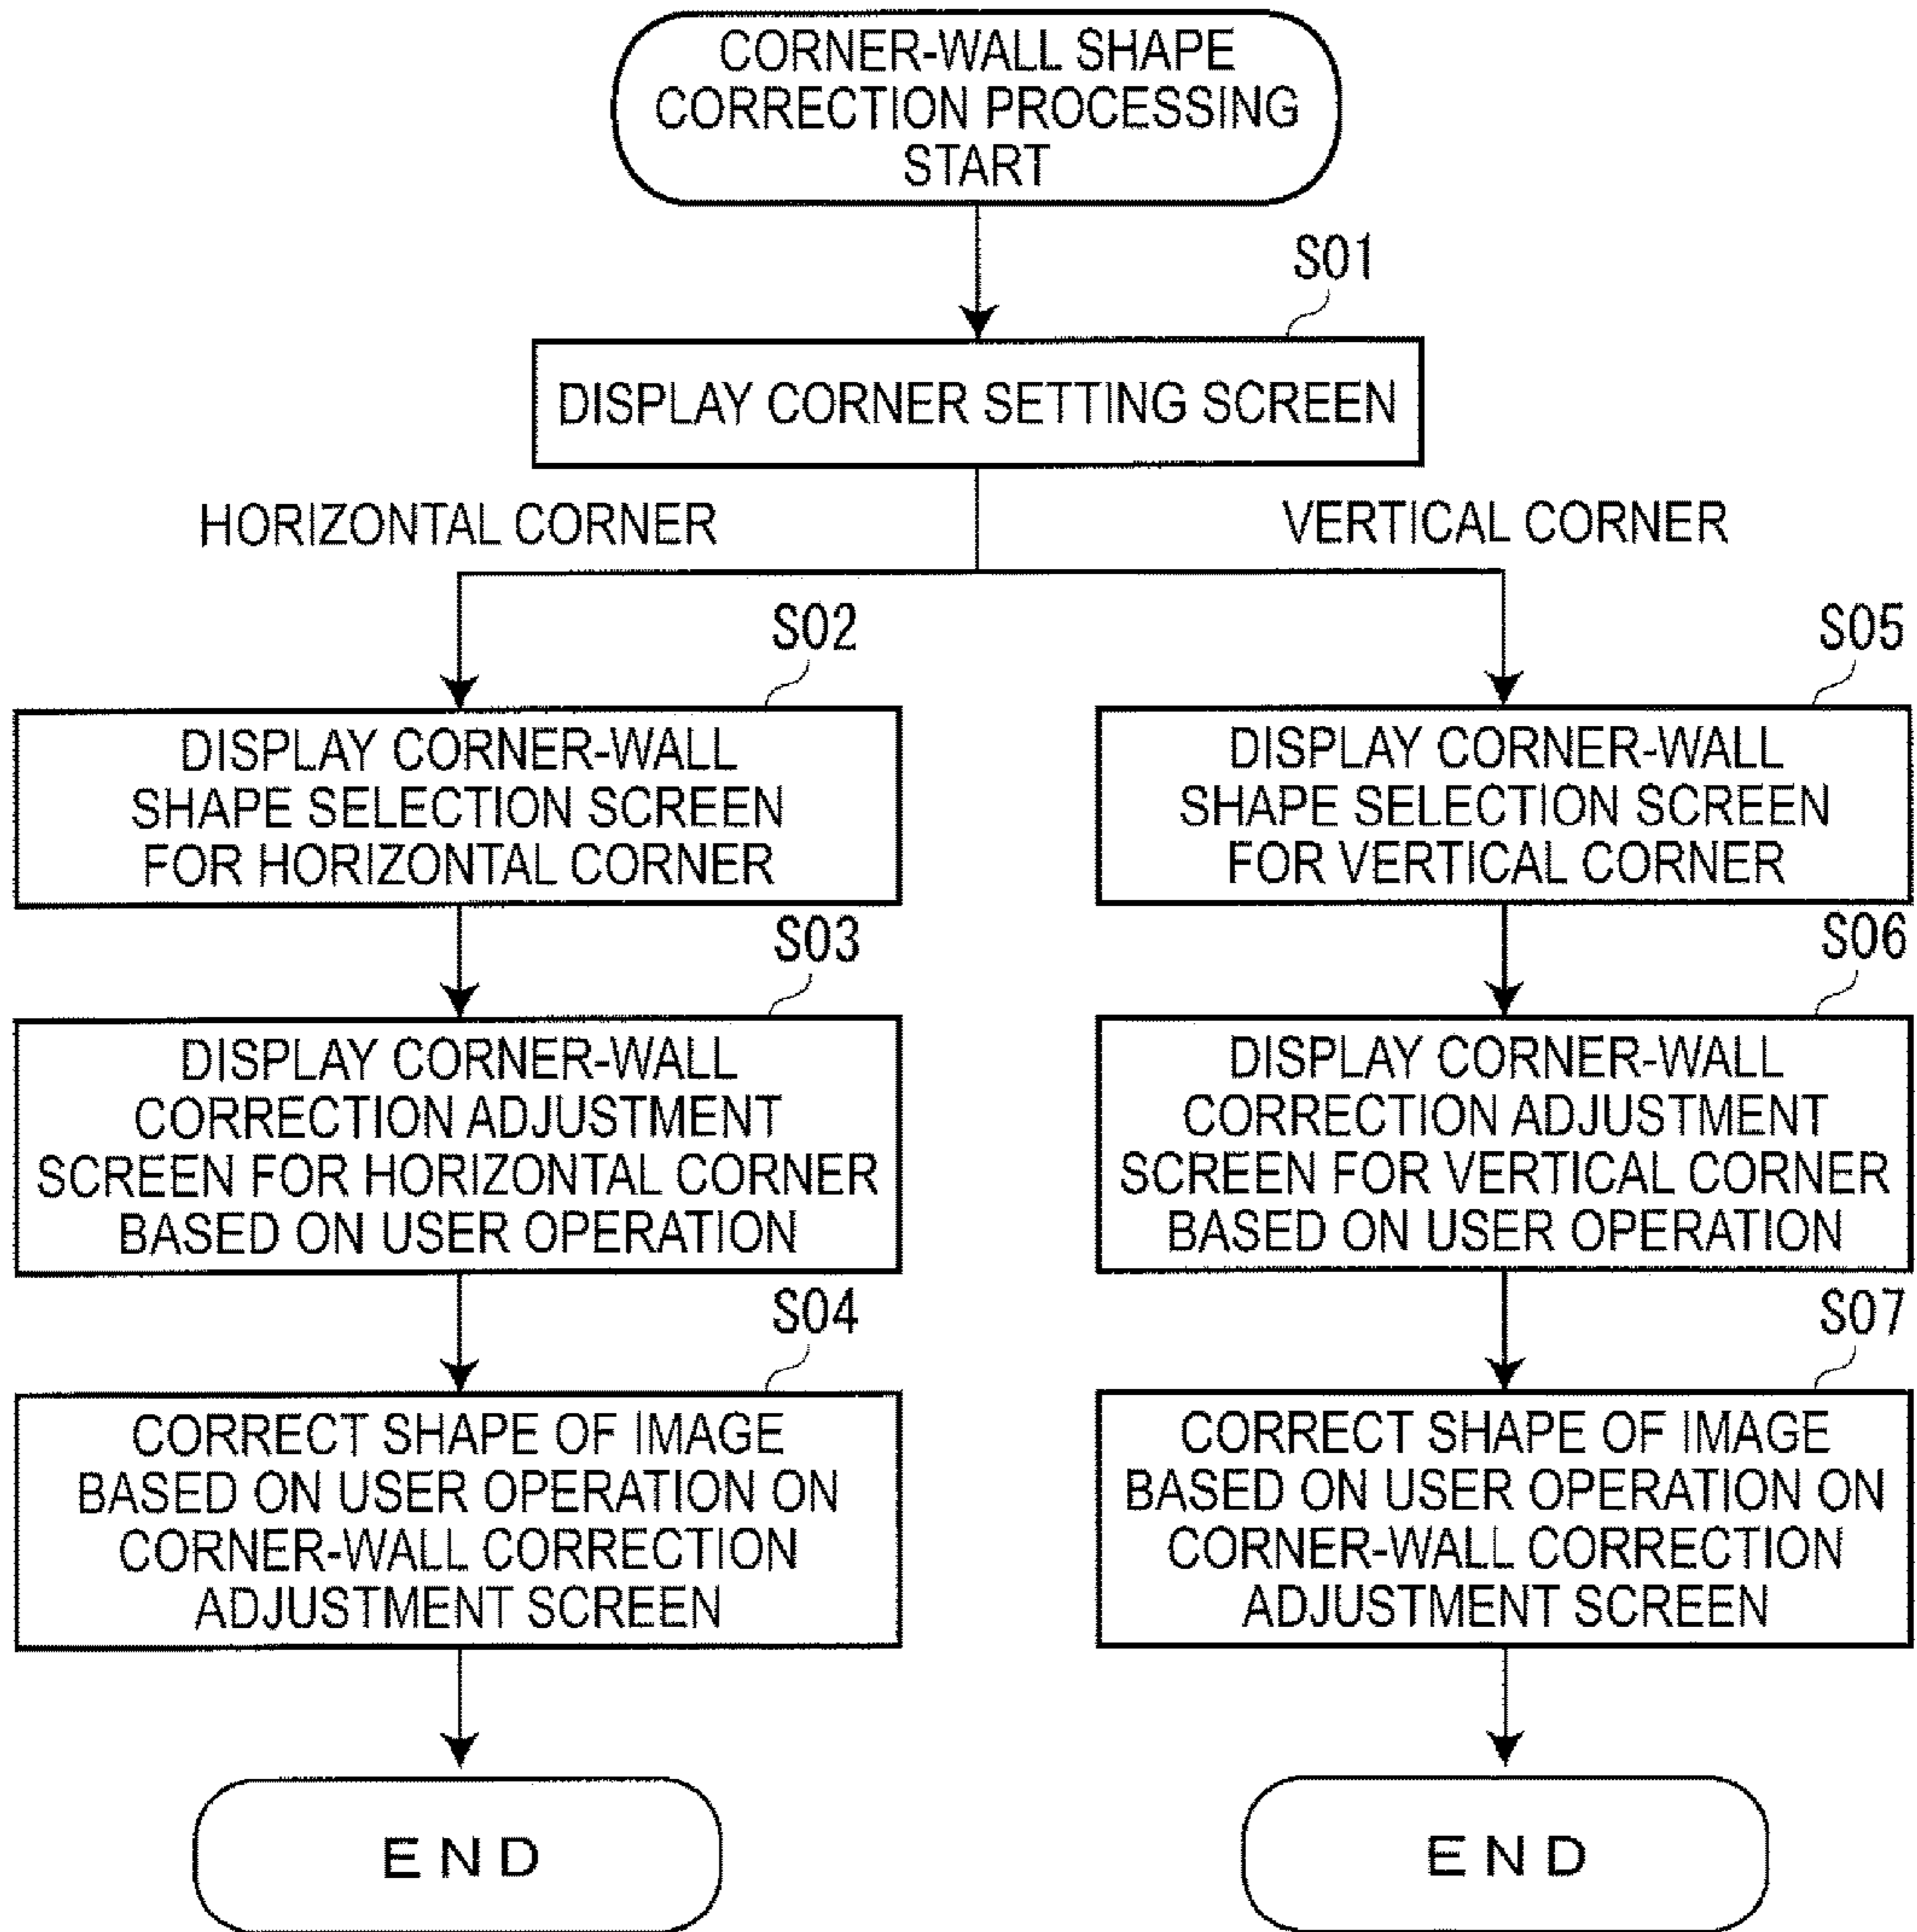 CORNER-WALL SHAPE
CORRECTION PROCESSING
START
S01
DISPLAY CORNER SETTING SCREEN
HORIZONTAL CORNER
VERTICAL CORNER
S02
DISPLAY CORNER-WALL
SHAPE SELECTION SCREEN
FOR HORIZONTAL CORNER
S03
DISPLAY CORNER-WALL
CORRECTION ADJUSTMENT
SCREEN FOR HORIZONTAL CORNER
BASED ON USER OPERATION
S04
CORRECT SHAPE OF IMAGE
BASED ON USER OPERATION ON
CORNER-WALL CORRECTION
ADJUSTMENT SCREEN
END
S05
DISPLAY CORNER-WALL
SHAPE SELECTION SCREEN
FOR VERTICAL CORNER
S06
DISPLAY CORNER-WALL
CORRECTION ADJUSTMENT
SCREEN FOR VERTICAL CORNER
BASED ON USER OPERATION
S07
CORRECT SHAPE OF IMAGE
BASED ON USER OPERATION ON
CORNER-WALL CORRECTION
ADJUSTMENT SCREEN
END